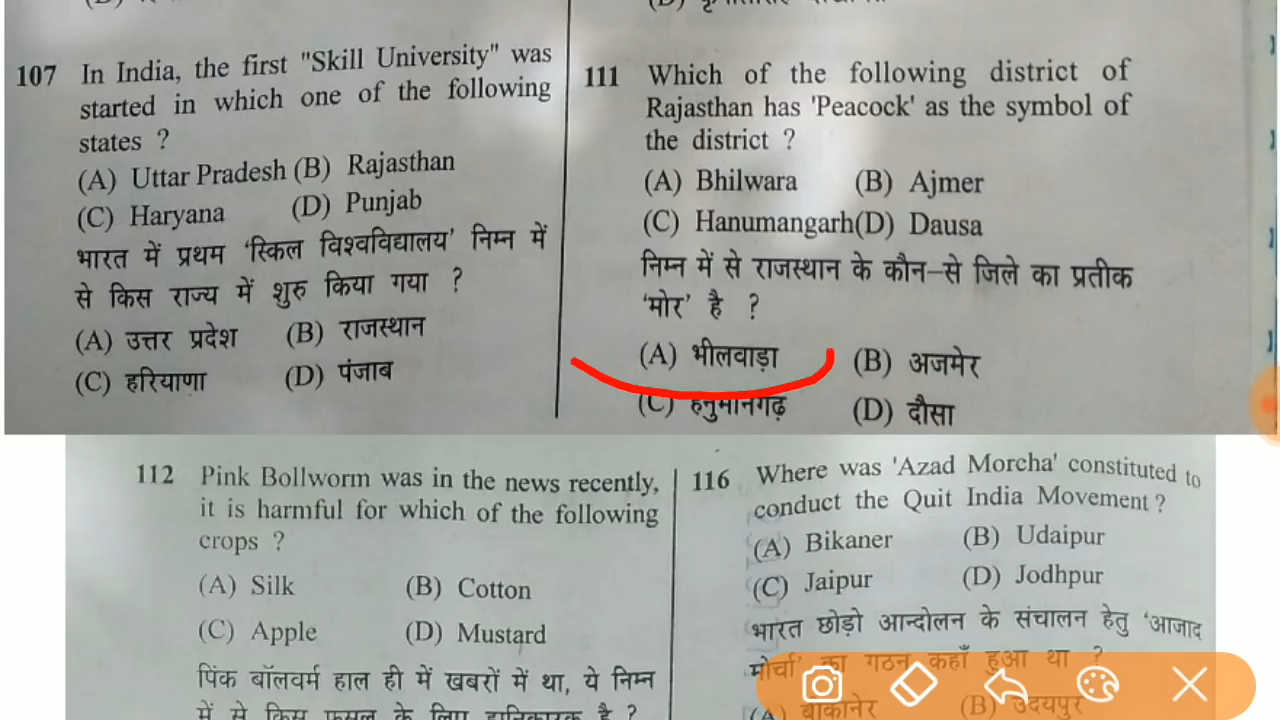 107 In India, the first "Skill University" was
started in which one of the following
states ?
(A) Uttar Pradesh (B) Rajasthan
(C) Haryana (D) Punjab
भारत में प्रथम ‘स्किल विश्वविद्यालय’ निम्न में
से किस राज्य में शुरु किया गया ?
(A) उत्तर प्रदेश (B) राजस्थान
(C) हरियाणा (D) पंजाब
111 Which of the following district of
Rajasthan has 'Peacock' as the symbol of
the district ?
(A) Bhilwara (B) Ajmer
(C) Hanumangarh(D) Dausa
निम्न में से राजस्थान के कौन–से जिले का प्रतीक
‘मोर’ है ?
(A) भीलवाड़ा (B) अजमेर
(C) हनुमानगढ़ (D) दौसा
112 Pink Bollworm was in the news recently,
it is harmful for which of the following
crops ?
(A) Silk (B) Cotton
(C) Apple (D) Mustard
पिंक बॉलवर्म हाल ही में खबरों में था, ये निम्न
में से किस फसल के लिए हानिकारक है ?
116 Where was 'Azad Morcha' constituted to
conduct the Quit India Movement ?
(A) Bikaner (B) Udaipur
(C) Jaipur (D) Jodhpur
भारत छोड़ो आन्दोलन के संचालन हेतु ‘आजाद
मोर्चा’ का गठन कहाँ हुआ था ?
(A) बीकानेर (B) उदयपुर